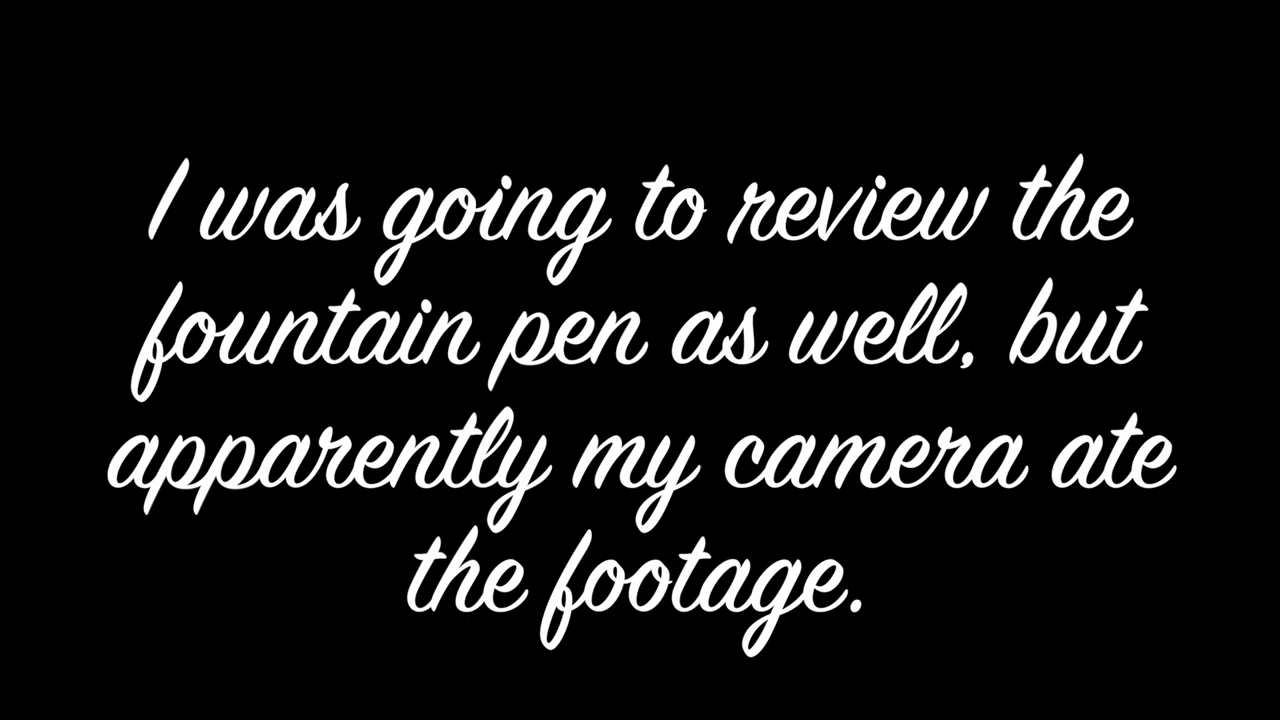 I was going to review the
fountain pen as well, but
apparently my camera ate
the footage.